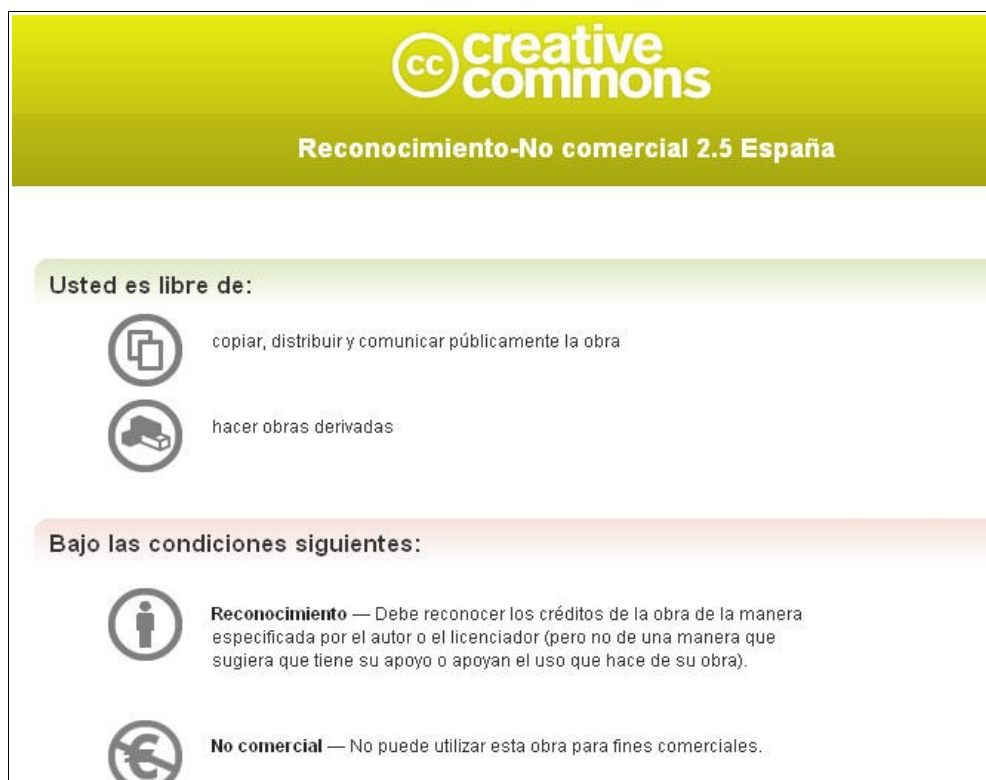 cc creative
commons
Reconocimiento-No comercial 2.5 España
Usted es libre de:
copiar, distribuir y comunicar públicamente la obra
hacer obras derivadas
Bajo las condiciones siguientes:
Reconocimiento — Debe reconocer los créditos de la obra de la manera
especificada por el autor o el licenciador (pero no de una manera que
sugiera que tiene su apoyo o apoyan el uso que hace de su obra).
No comercial — No puede utilizar esta obra para fines comerciales.